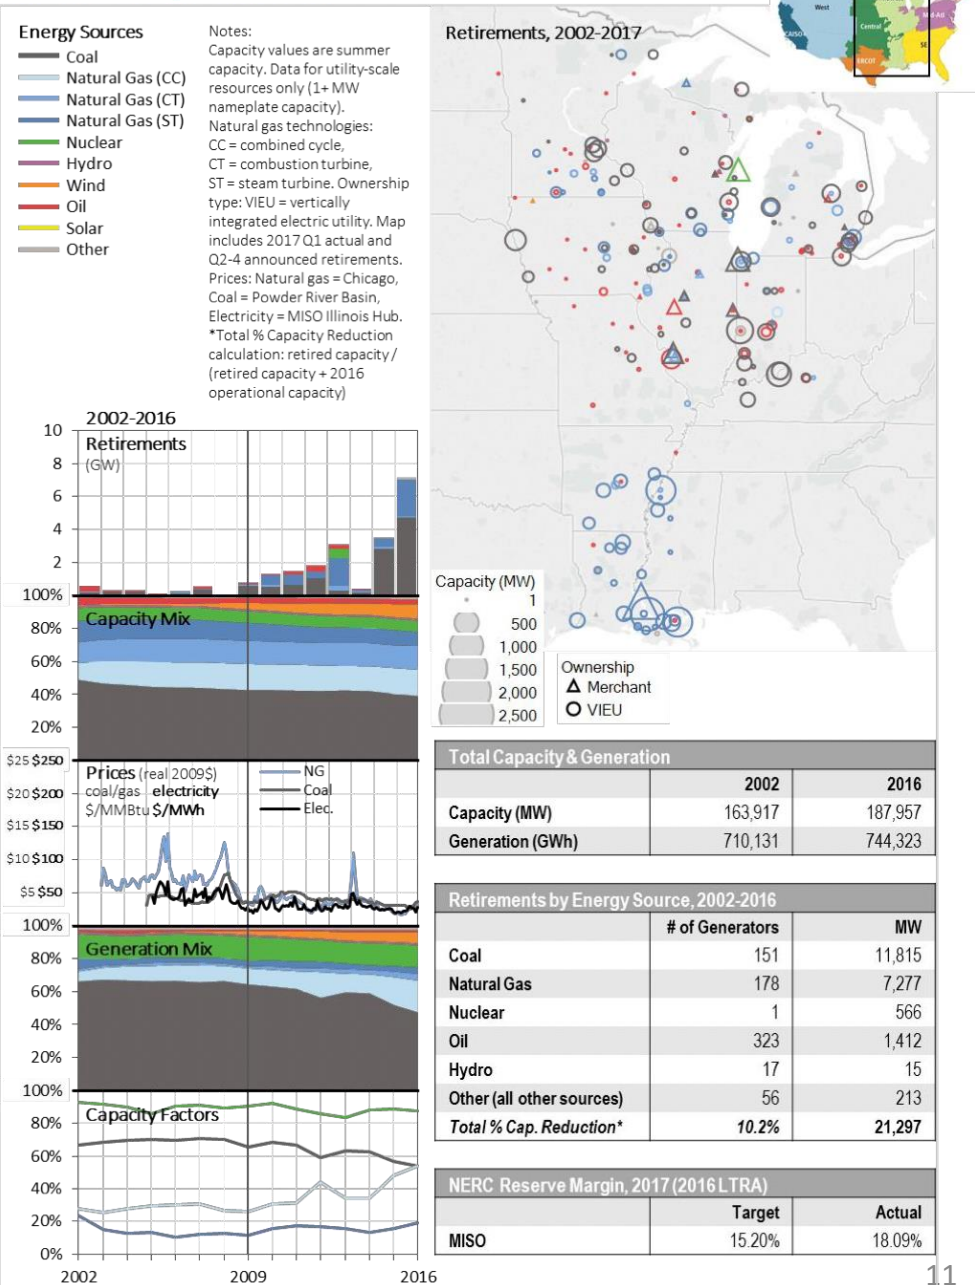 Energy Sources
Coal
Natural Gas (CC)
Natural Gas (CT)
Natural Gas (ST)
Nuclear
Hydro
Wind
Oil
Solar
Other
Notes:
Capacity values are summer
capacity. Data for utility-scale
resources only (1+ MW
nameplate capacity).
Natural gas technologies:
CC = combined cycle,
CT = combustion turbine,
ST = steam turbine. Ownership
type: VIEU = vertically
integrated electric utility. Map
includes 2017 Q1 actual and
Q2-4 announced retirements.
Prices: Natural gas = Chicago,
Coal = Powder River Basin,
Electricity = MISO Illinois Hub.
*Total % Capacity Reduction
calculation: retired capacity /
(retired capacity + 2016
operational capacity)
Retirements, 2002-2017
West
CAISO
Central
ERCOT
Mid-Atl
SE
2002-2016
Retirements
(GW)
10
8
6
4
2
100%
Capacity Mix
80%
60%
40%
20%
$25 $250
Prices (real 2009$)
coal/gas electricity
$/MMBtu $/MWh
NG
Coal
Elec.
$20 $200
$15 $150
$10 $100
$5 $50
100%
Generation Mix
80%
60%
40%
20%
100%
Capacity Factors
80%
60%
40%
20%
0%
2002 2009 2016
Capacity (MW)
1
500
1,000
1,500
2,000
2,500
Ownership
Merchant
VIEU
Total Capacity & Generation
2002 2016
Capacity (MW) 163,917 187,957
Generation (GWh) 710,131 744,323
Retirements by Energy Source, 2002-2016
# of Generators MW
Coal 151 11,815
Natural Gas 178 7,277
Nuclear 1 566
Oil 323 1,412
Hydro 17 15
Other (all other sources) 56 213
Total % Cap. Reduction* 10.2% 21,297
NERC Reserve Margin, 2017 (2016 LTRA)
Target Actual
MISO 15.20% 18.09%
11